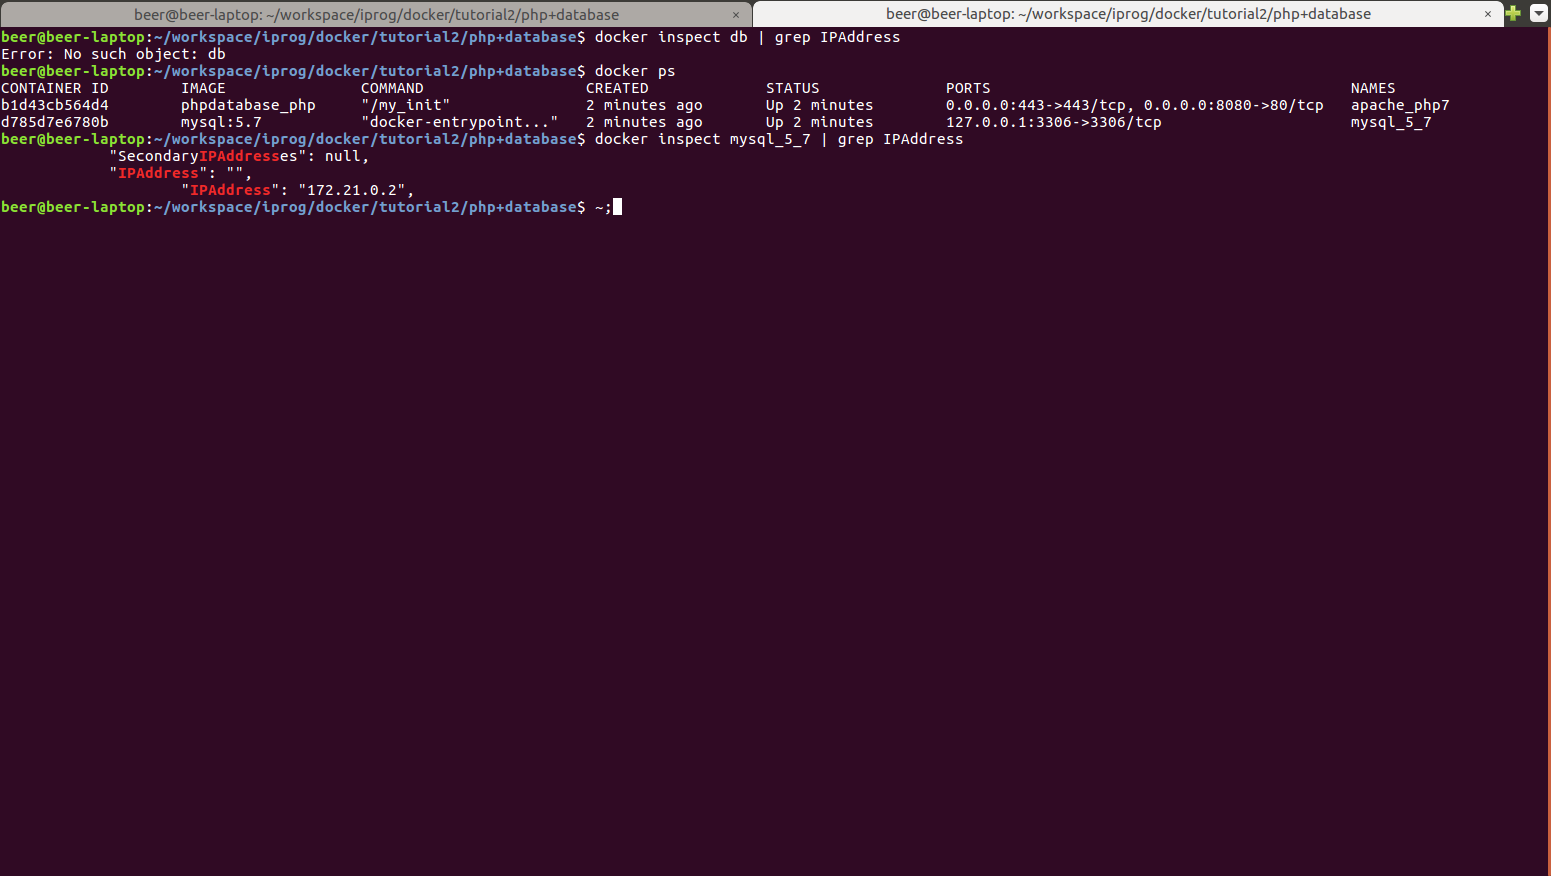 beer@beer-laptop: ~/workspace/iprog/docker/tutorial2/php+database × beer@beer-laptop: ~/workspace/iprog/docker/tutorial2/php+database ×
beer@beer-laptop:~/workspace/iprog/docker/tutorial2/php+database$ docker inspect db | grep IPAddress
Error: No such object: db
beer@beer-laptop:~/workspace/iprog/docker/tutorial2/php+database$ docker ps
CONTAINER ID        IMAGE               COMMAND                  CREATED             STATUS              PORTS                                        NAMES
b1d43cb564d4        phpdatabase_php     "/my_init"               2 minutes ago       Up 2 minutes        0.0.0.0:443->443/tcp, 0.0.0.0:8080->80/tcp   apache_php7
d785d7e6780b        mysql:5.7           "docker-entrypoint..."   2 minutes ago       Up 2 minutes        127.0.0.1:3306->3306/tcp                     mysql_5_7
beer@beer-laptop:~/workspace/iprog/docker/tutorial2/php+database$ docker inspect mysql_5_7 | grep IPAddress
            "SecondaryIPAddresses": null,
            "IPAddress": "",
                    "IPAddress": "172.21.0.2",
beer@beer-laptop:~/workspace/iprog/docker/tutorial2/php+database$ ~;